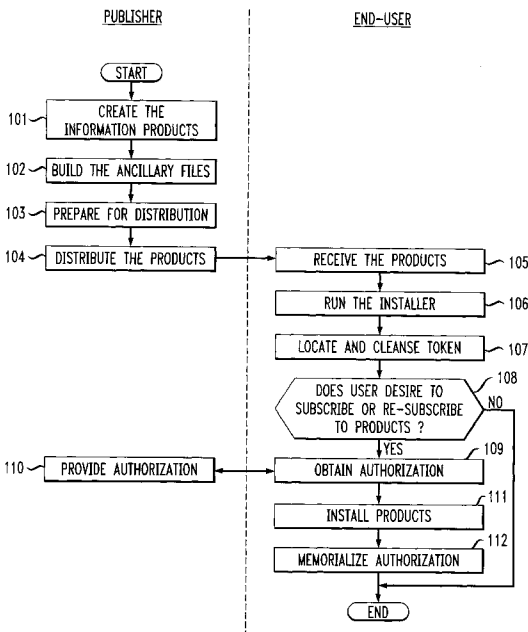 PUBLISHER
END-USER
START
101
CREATE THE
INFORMATION PRODUCTS
102
BUILD THE ANCILLARY FILES
103
PREPARE FOR DISTRIBUTION
104
DISTRIBUTE THE PRODUCTS
RECEIVE THE PRODUCTS
105
RUN THE INSTALLER
106
LOCATE AND CLEANSE TOKEN
107
108
DOES USER DESIRE TO
SUBSCRIBE OR RE-SUBSCRIBE
TO PRODUCTS ?
NO
YES
109
110
PROVIDE AUTHORIZATION
OBTAIN AUTHORIZATION
111
INSTALL PRODUCTS
112
MEMORIALIZE AUTHORIZATION
END